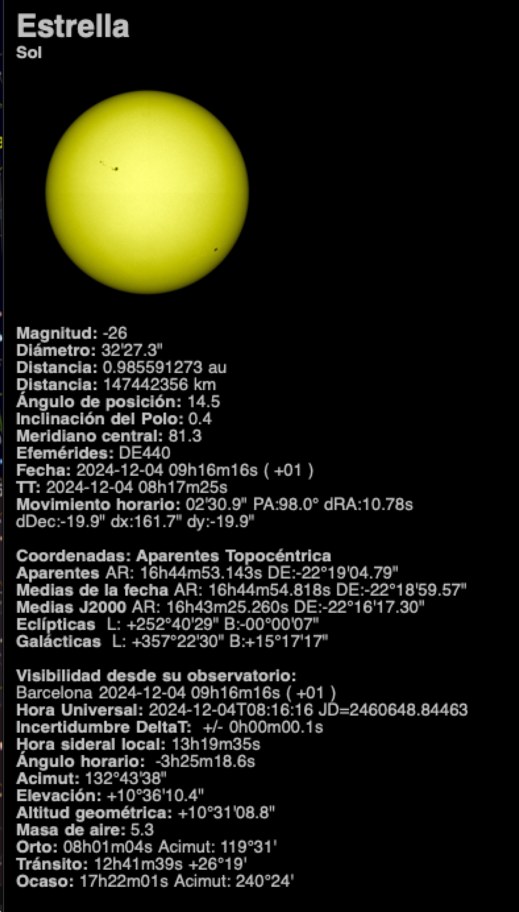 Estrella
Sol
Magnitud: -26
Diámetro: 32'27.3"
Distancia: 0.985591273 au
Distancia: 147442356 km
Ángulo de posición: 14.5
Inclinación del Polo: 0.4
Meridiano central: 81.3
Efemérides: DE440
Fecha: 2024-12-04 09h16m16s ( +01 )
TT: 2024-12-04 08h17m25s
Movimiento horario: 02'30.9" PA:98.0° dRA:10.78s
dDec:-19.9" dx:161.7" dy:-19.9"
Coordenadas: Aparentes Topocéntrica
Aparentes AR: 16h44m53.143s DE:-22°19'04.79"
Medias de la fecha AR: 16h44m54.818s DE:-22°18'59.57"
Medias J2000 AR: 16h43m25.260s DE:-22°16'17.30"
Eclípticas L: +252°40'29" B:-00°00'07"
Galácticas L: +357°22'30" B:+15°17'17"
Visibilidad desde su observatorio:
Barcelona 2024-12-04 09h16m16s ( +01 )
Hora Universal: 2024-12-04T08:16:16 JD=2460648.84463
Incertidumbre DeltaT: +/- 0h00m00.1s
Hora sideral local: 13h19m35s
Ángulo horario: -3h25m18.6s
Acimut: 132°43'38"
Elevación: +10°36'10.4"
Altitud geométrica: +10°31'08.8"
Masa de aire: 5.3
Orto: 08h01m04s Acimut: 119°31'
Tránsito: 12h41m39s +26°19'
Ocaso: 17h22m01s Acimut: 240°24'